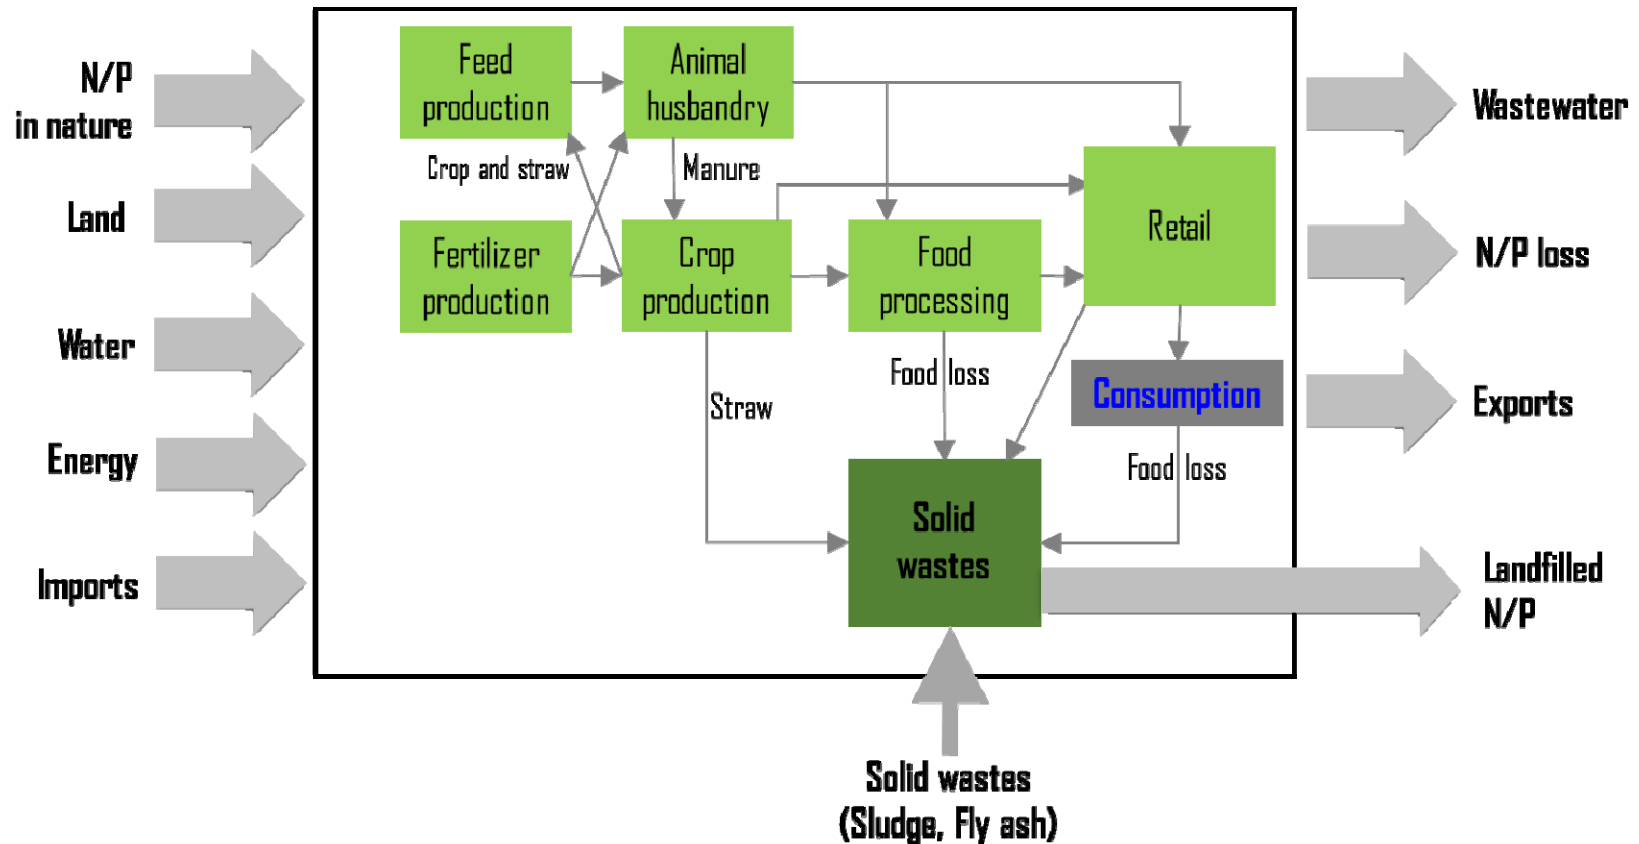 N/P
in nature
Land
Water
Energy
Imports
Feed
production
Animal
husbandry
Crop and straw
Manure
Fertilizer
production
Crop
production
Food
processing
Retail
Straw
Food loss
Consumption
Food loss
Solid
wastes
Wastewater
N/P loss
Exports
Landfilled
N/P
Solid wastes
(Sludge, Fly ash)